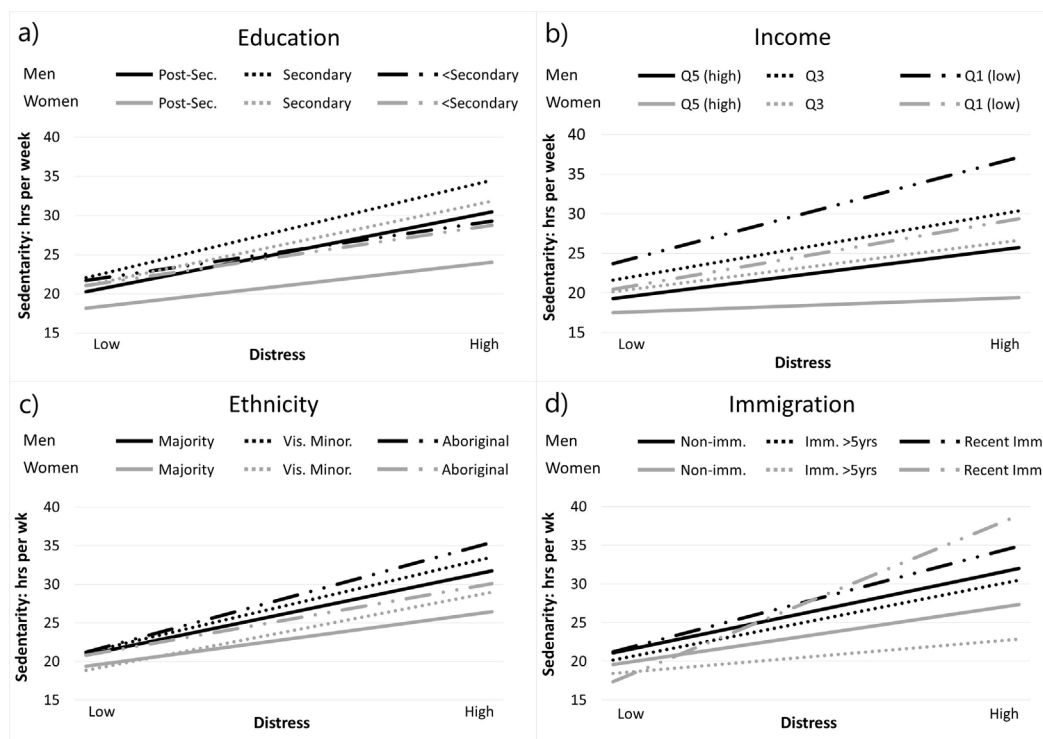 a)
Education
Men Post-Sec. Secondary <Secondary
Women Post-Sec. Secondary <Secondary
Sedentarity: hrs per week
40
35
30
25
20
15
Low High
Distress
b)
Income
Men Q5 (high) Q3 Q1 (low)
Women Q5 (high) Q3 Q1 (low)
Sedentarity: hrs per week
40
35
30
25
20
15
Low High
Distress
c)
Ethnicity
Men Majority Vis. Minor. Aboriginal
Women Majority Vis. Minor. Aboriginal
Sedentarity: hrs per wk
40
35
30
25
20
15
Low High
Distress
d)
Immigration
Men Non-imm. Imm. >5yrs Recent Imm
Women Non-imm. Imm. >5yrs Recent Imm
Sedenarity: hrs per week
40
35
30
25
20
15
Low High
Distress